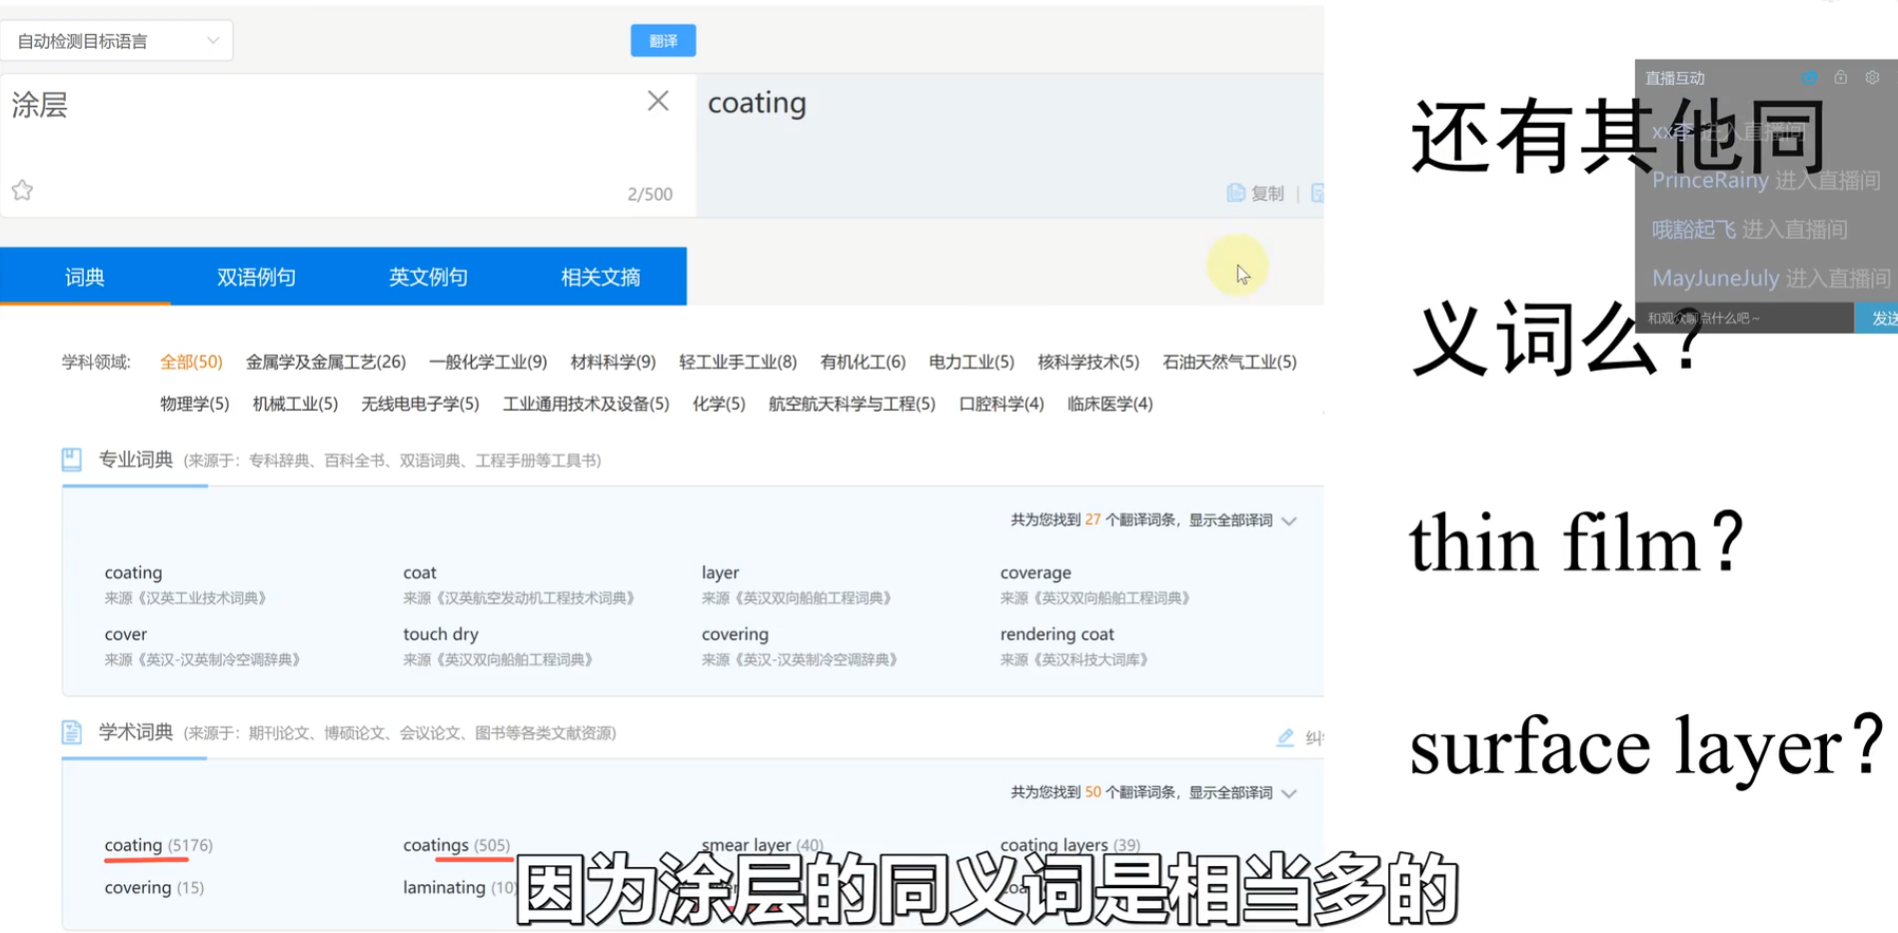 自动检测目标语言
翻译
涂层
coating
2/500
复制
词典
双语例句
英文例句
相关文摘
学科领域: 全部(50) 金属学及金属工艺(26) 一般化学工业(9) 材料科学(9) 轻工业手工业(8) 有机化工(6) 电力工业(5) 核科学技术(5) 石油天然气工业(5)
物理学(5) 机械工业(5) 无线电电子学(5) 工业通用技术及设备(5) 化学(5) 航空航天科学与工程(5) 口腔科学(4) 临床医学(4)
专业词典 (来源于: 专科辞典、百科全书、双语词典、工程手册等工具书)
共为您找到 27 个翻译词条，显示全部译词
coating coat layer coverage
来源《汉英工业技术词典》 来源《汉英航空发动机工程技术词典》 来源《英汉双向船舶工程词典》 来源《英汉双向船舶工程词典》
cover touch dry covering rendering coat
来源《英汉-汉英制冷空调辞典》 来源《英汉双向船舶工程词典》 来源《英汉-汉英制冷空调辞典》 来源《英汉科技大词库》
学术词典 (来源于: 期刊论文、博硕论文、会议论文、图书等各类文献资源)
共为您找到 50 个翻译词条，显示全部译词
coating (5176) coatings (505) smear layer (40) coating layers (39)
covering (15) laminating (10)
还有其他同
义词么?
thin film?
surface layer?
直播互动
xx李 进入直播间
PrinceRainy 进入直播间
哦豁起飞 进入直播间
MayJuneJuly 进入直播间
和观众聊点什么吧~
发送
因为涂层的同义词是相当多的